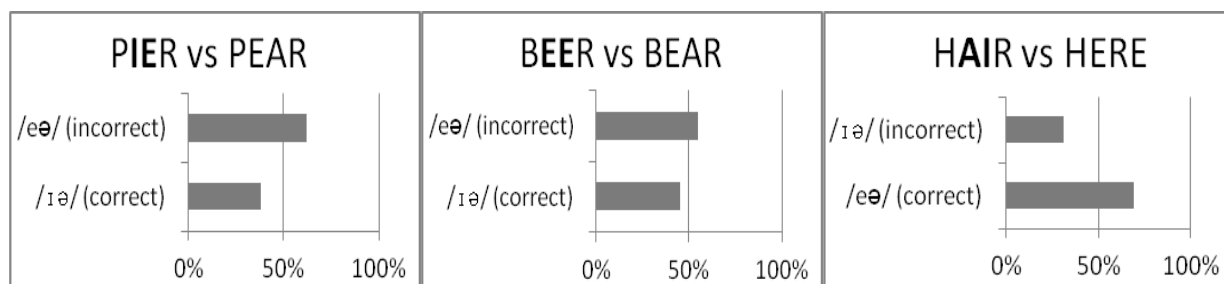 PIER vs PEAR
/eə/ (incorrect)
/ɪə/ (correct)
0% 50% 100%
BEER vs BEAR
/eə/ (incorrect)
/ɪə/ (correct)
0% 50% 100%
HAIR vs HERE
/ɪə/ (incorrect)
/eə/ (correct)
0% 50% 100%